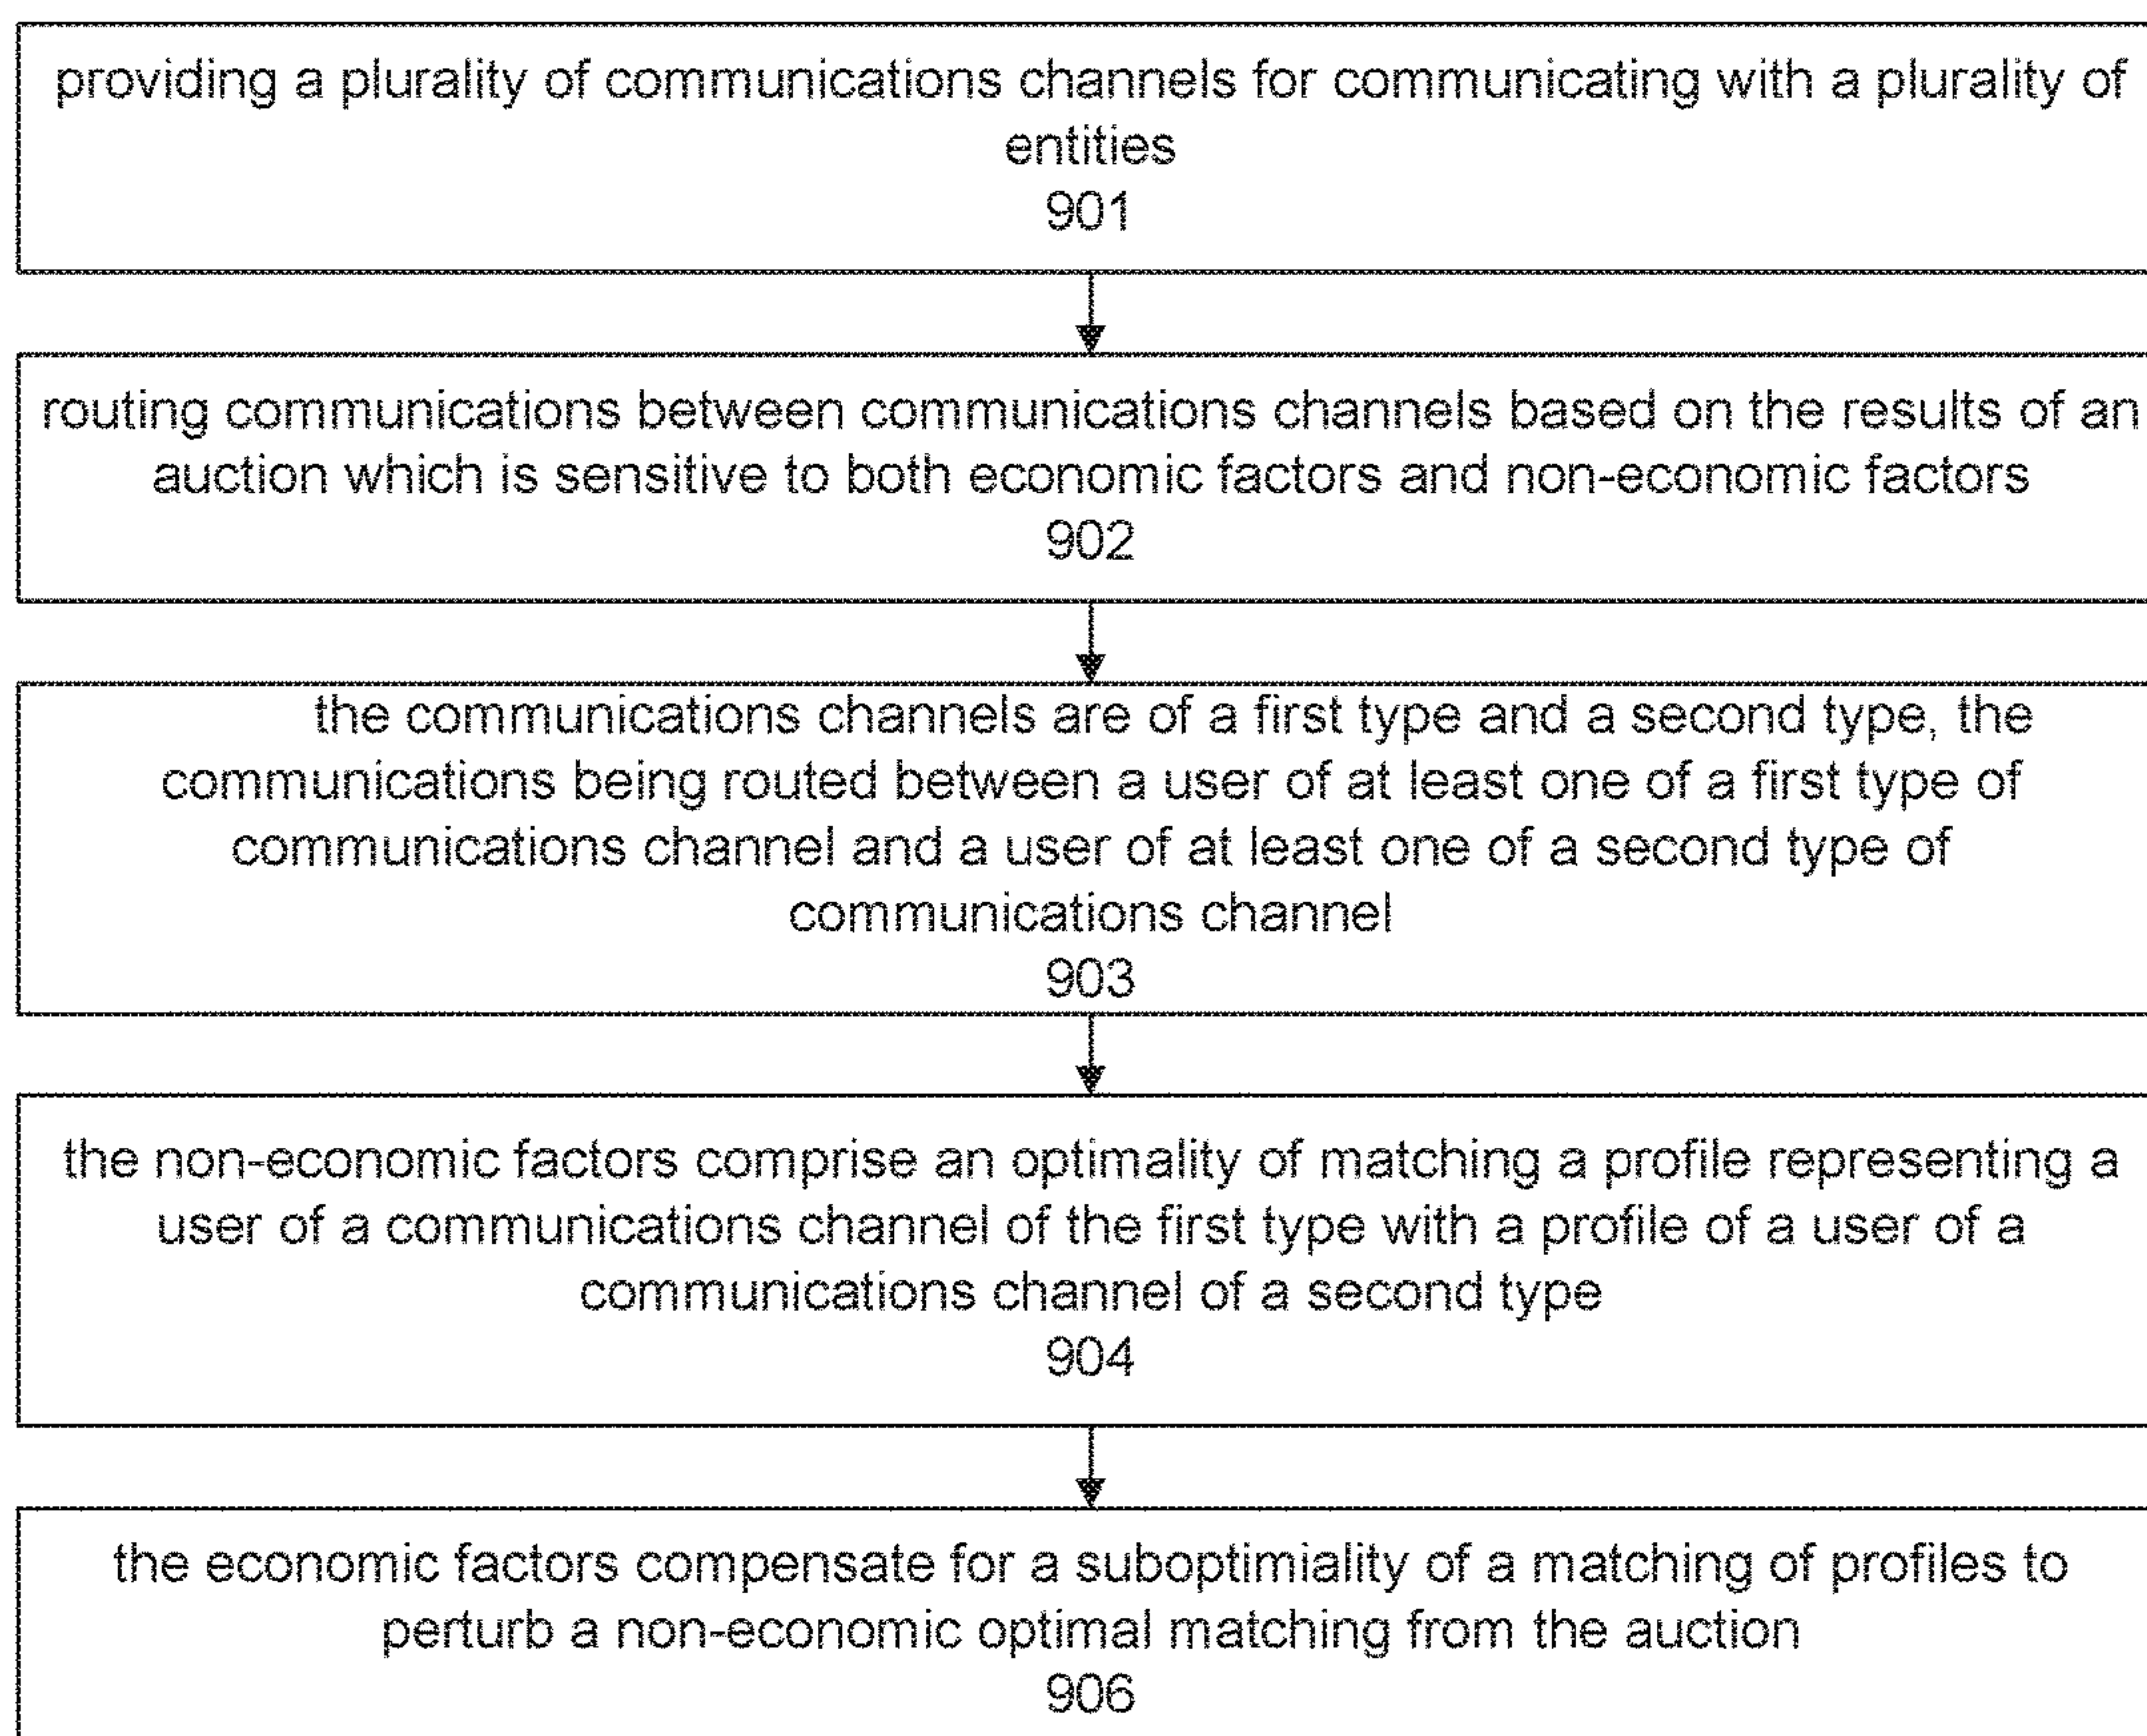 providing a plurality of communications channels for communicating with a plurality of
entities
901
routing communications between communications channels based on the results of an
auction which is sensitive to both economic factors and non-economic factors
902
the communications channels are of a first type and a second type, the
communications being routed between a user of at least one of a first type of
communications channel and a user of at least one of a second type of
communications channel
903
the non-economic factors comprise an optimality of matching a profile representing a
user of a communications channel of the first type with a profile of a user of a
communications channel of a second type
904
the economic factors compensate for a suboptimiality of a matching of profiles to
perturb a non-economic optimal matching from the auction
906